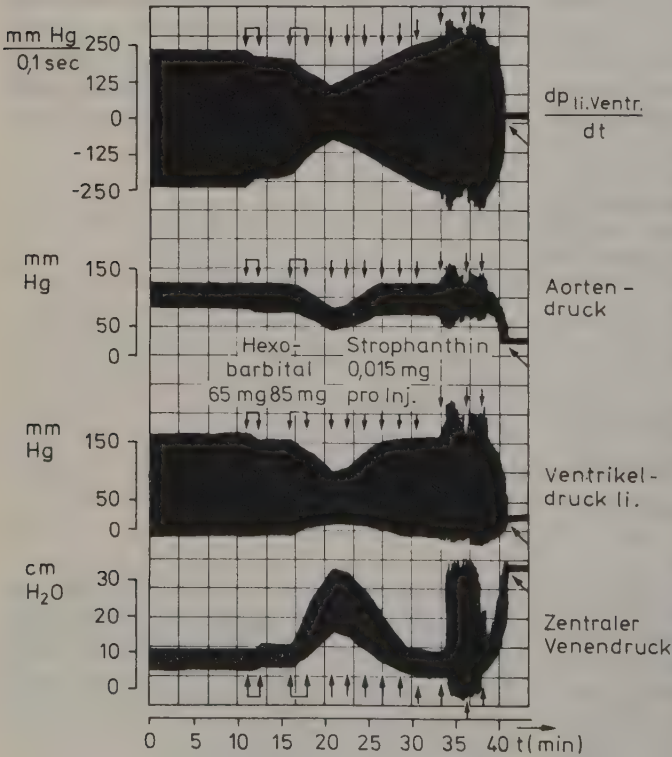 mm Hg
0,1 sec
250
125
0
-125
-250
dp li.Ventr.
dt
mm
Hg
150
50
0
Aorten-
druck
Hexo-
barbital
65 mg 85 mg
Strophanthin
0,015 mg
pro Inj.
mm
Hg
150
50
0
Ventrikel-
druck li.
cm
H₂O
30
20
10
0
Zentraler
Venendruck
0 5 10 15 20 25 30 35 40 t(min)